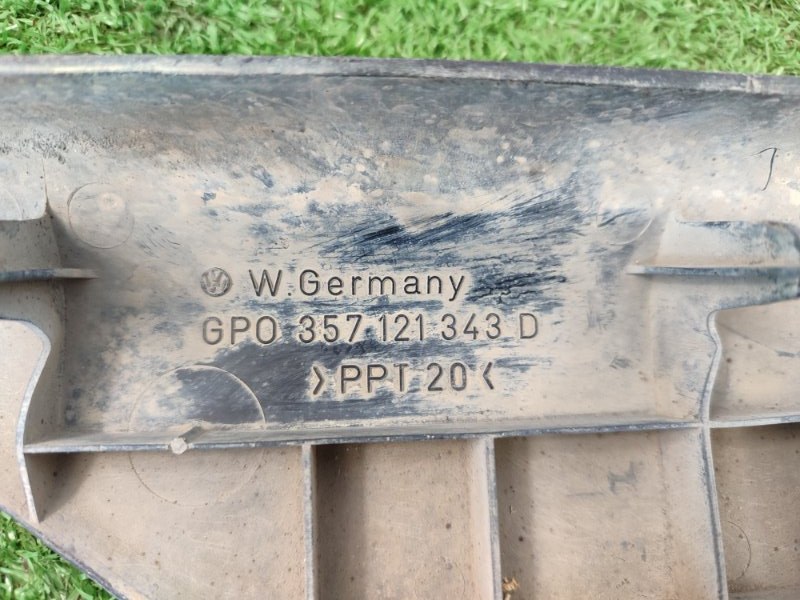 W.Germany
GPO 357 121 343 D
>PPT 20<